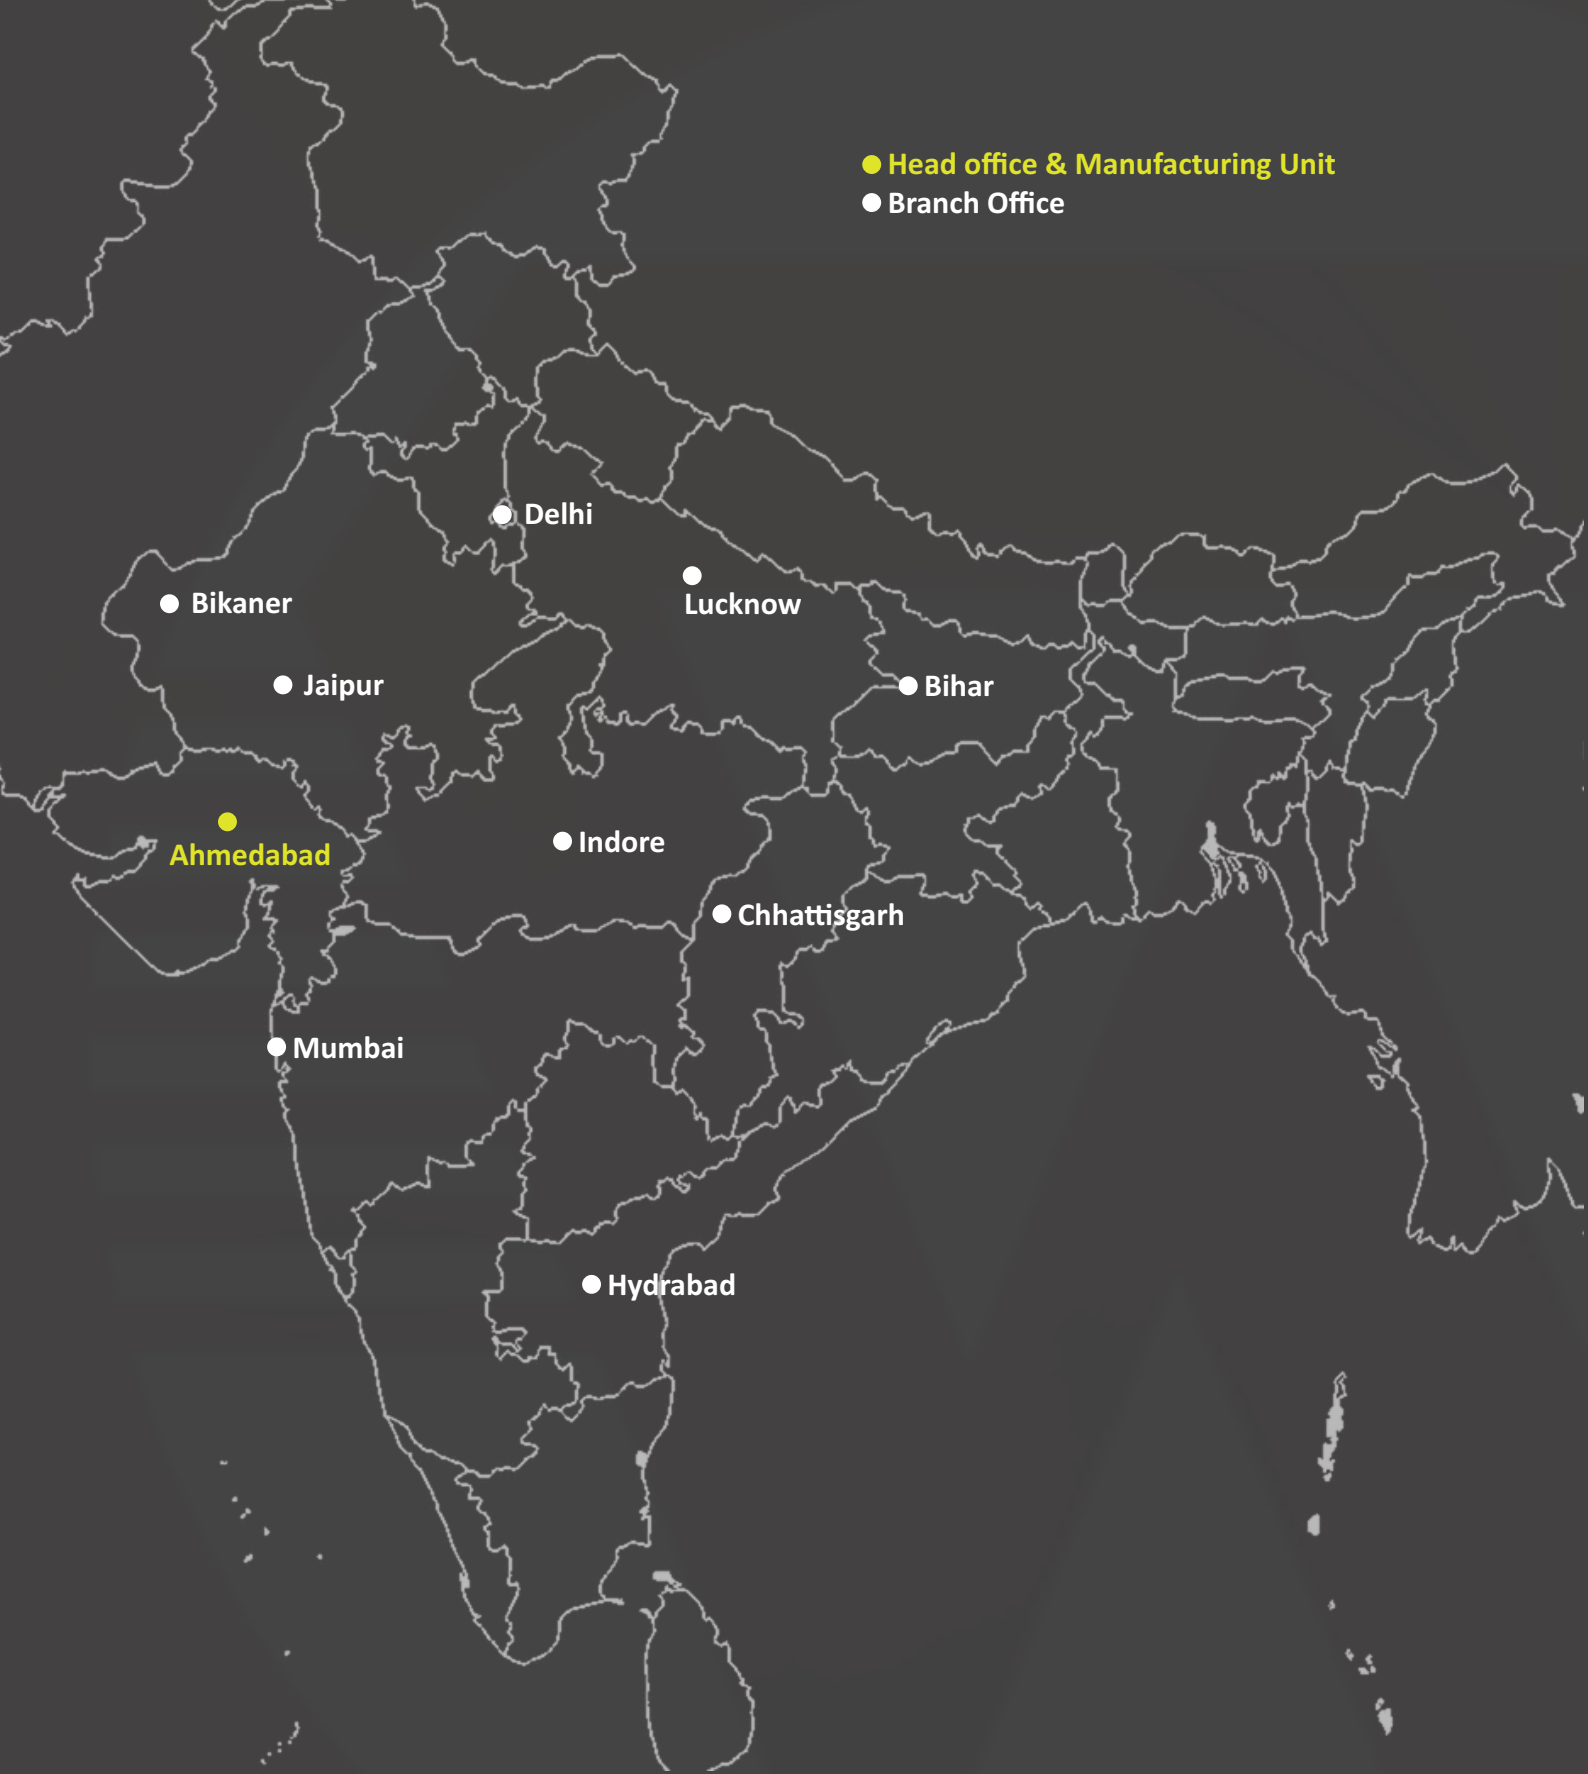 Head office & Manufacturing Unit
Branch Office
Delhi
Lucknow
Bikaner
Jaipur
Bihar
Ahmedabad
Indore
Chhattisgarh
Mumbai
Hydrabad